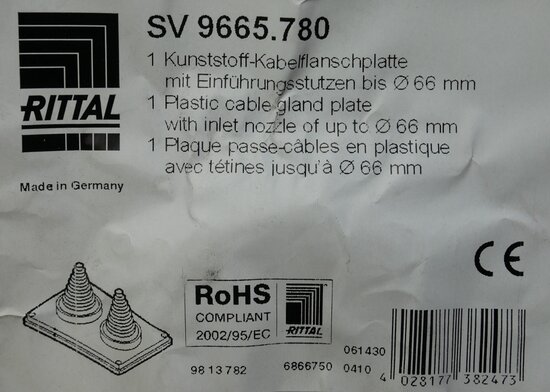 SV 9665.780
1 Kunststoff-Kabelflanschplatte
mit Einführungsstutzen bis Ø 66 mm
1 Plastic cable gland plate
with inlet nozzle of up to Ø 66 mm
1 Plaque passe-câbles en plastique
avec tétines jusqu'à Ø 66 mm
RITTAL
Made in Germany
CE
RoHS
COMPLIANT
2002/95/EC
RITTAL
98 13 782
6866750
061430
0410
4 028177 382473